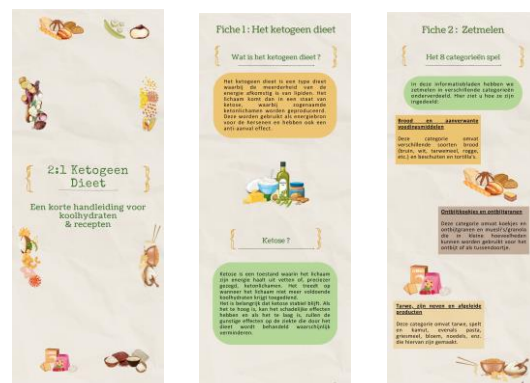 2:1 Ketogeen
Dieet
Een korte handleiding voor
koolhydraten
& recepten
Fiche 1 : Het ketogeen dieet
Wat is het ketogeen dieet ?
Het ketogeen dieet is een type dieet
waarbij de meerderheid van de
energie afkomstig is van lipiden. Het
lichaam komt dan in een staat van
ketose, waarbij zogenaamde
ketonlichamen worden geproduceerd.
Deze worden gebruikt als energiebron
voor de hersenen en hebben ook een
anti-aanval effect.
Ketose ?
Ketose is een toestand waarin het lichaam
zijn energie haalt uit vetten of, preciezer
gezegd, ketonlichamen. Het treedt op
wanneer het lichaam niet meer voldoende
koolhydraten krijgt toegediend.
Het is belangrijk dat ketose stabiel blijft. Als
het te hoog is, kan het schadelijke effecten
hebben en als het te laag is, zullen de
gunstige effecten op de ziekte die door het
dieet wordt behandeld waarschijnlijk
verminderen.
Fiche 2 : Zetmelen
Het 8 categorieën spel
In deze informatiebladen hebben we
zetmelen in verschillende categorieën
onderverdeeld. Hier ziet u hoe ze zijn
ingedeeld:
Brood en aanverwante
voedingsmiddelen
Deze categorie omvat
verschillende soorten brood
(bruin, wit, tarwemeel, rogge,
etc.) en beschuiten en tortilla's.
Ontbijtkoekjes en ontbijtgranen
Deze categorie omvat koekjes en
ontbijtgranen en muesli's/granola
die in kleine hoeveelheden
kunnen worden gebruikt voor het
ontbijt of als tussendoortje.
Tarwe, zijn neven en afgeleide
producten
Deze categorie omvat tarwe, spelt
en kamut, evenals pasta,
griesmeel, bloem, noedels, enz.
die hiervan zijn gemaakt.